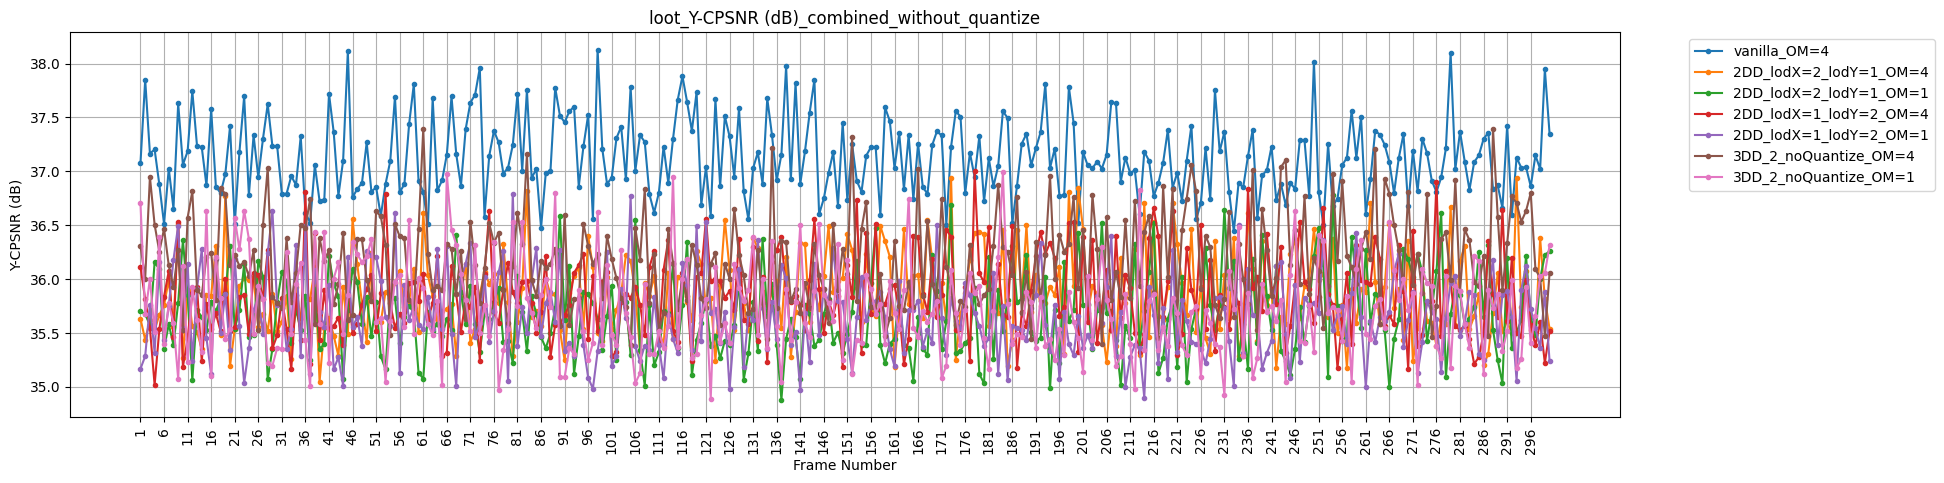 loot_Y-CPSNR (dB)_combined_without_quantize
Y-CPSNR (dB)
38.0
37.5
37.0
36.5
36.0
35.5
35.0
1 6 11 16 21 26 31 36 41 46 51 56 61 66 71 76 81 86 91 96 101 106 111 116 121 126 131 136 141 146 151 156 161 166 171 176 181 186 191 196 201 206 211 216 221 226 231 236 241 246 251 256 261 266 271 276 281 286 291 296
Frame Number
vanilla_OM=4
2DD_lodX=2_lodY=1_OM=4
2DD_lodX=2_lodY=1_OM=1
2DD_lodX=1_lodY=2_OM=4
2DD_lodX=1_lodY=2_OM=1
3DD_2_noQuantize_OM=4
3DD_2_noQuantize_OM=1